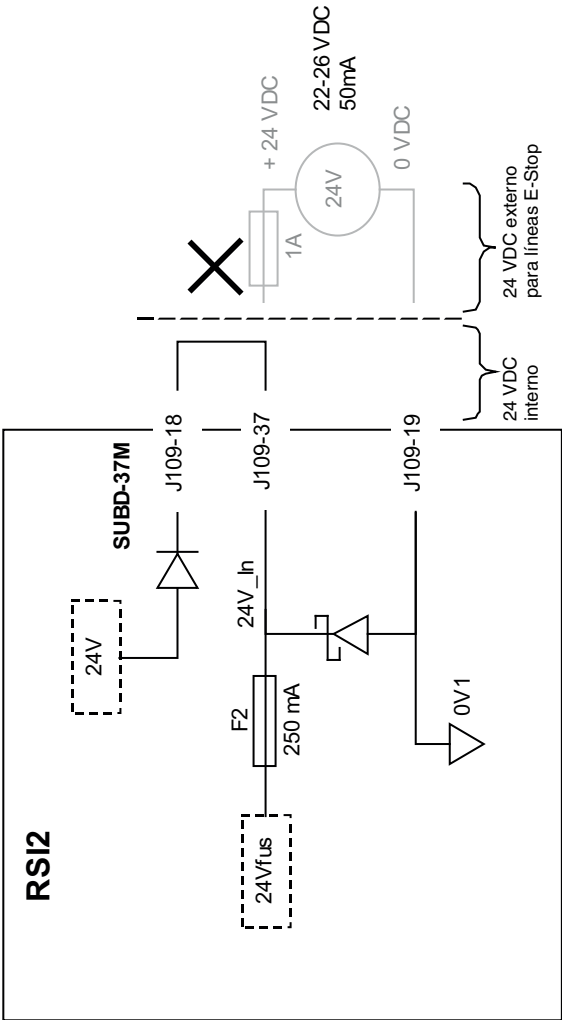 RSI2
SUBD-37M
24V
J109-18
24V_In
J109-37
F2
250 mA
24Vfus
J109-19
0V1
+ 24 VDC
1A
24V
22-26 VDC
50mA
0 VDC
24 VDC
interno
24 VDC externo
para líneas E-Stop